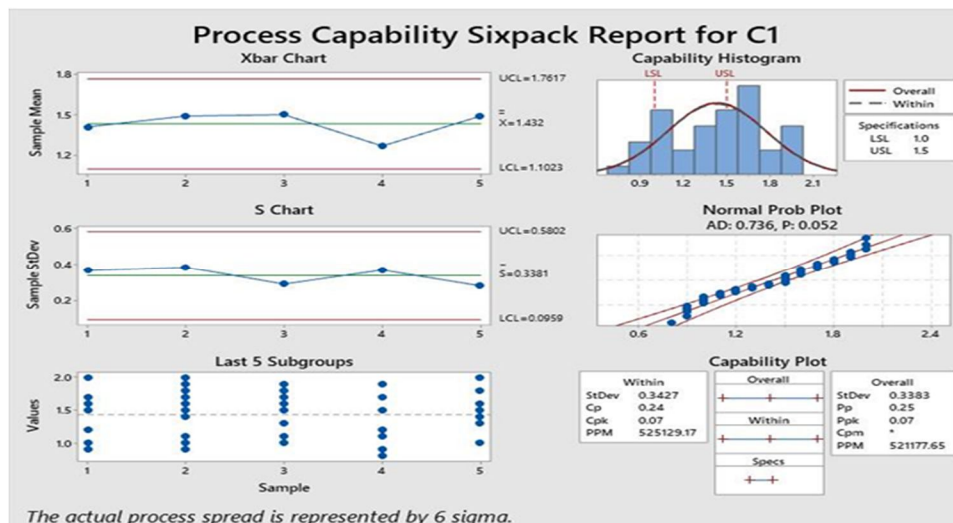 Process Capability Sixpack Report for C1
Xbar Chart
Sample Mean
1.8
1.5
1.2
1 2 3 4 5
UCL=1.7617
X=1.432
LCL=1.1023
Capability Histogram
LSL USL
0.9 1.2 1.5 1.8 2.1
Overall
Within
Specifications
LSL 1.0
USL 1.5
S Chart
Sample StDev
0.6
0.4
0.2
1 2 3 4 5
UCL=0.5802
S=0.3381
LCL=0.0959
Normal Prob Plot
AD: 0.736, P: 0.052
0.6 1.2 1.8 2.4
Last 5 Subgroups
Values
2.0
1.5
1.0
1 2 3 4 5
Sample
Capability Plot
Within
StDev 0.3427
Cp 0.24
Cpk 0.07
PPM 525129.17
Overall
Within
Specs
Overall
StDev 0.3383
Pp 0.25
Ppk 0.07
Cpm *
PPM 521177.65
The actual process spread is represented by 6 sigma.